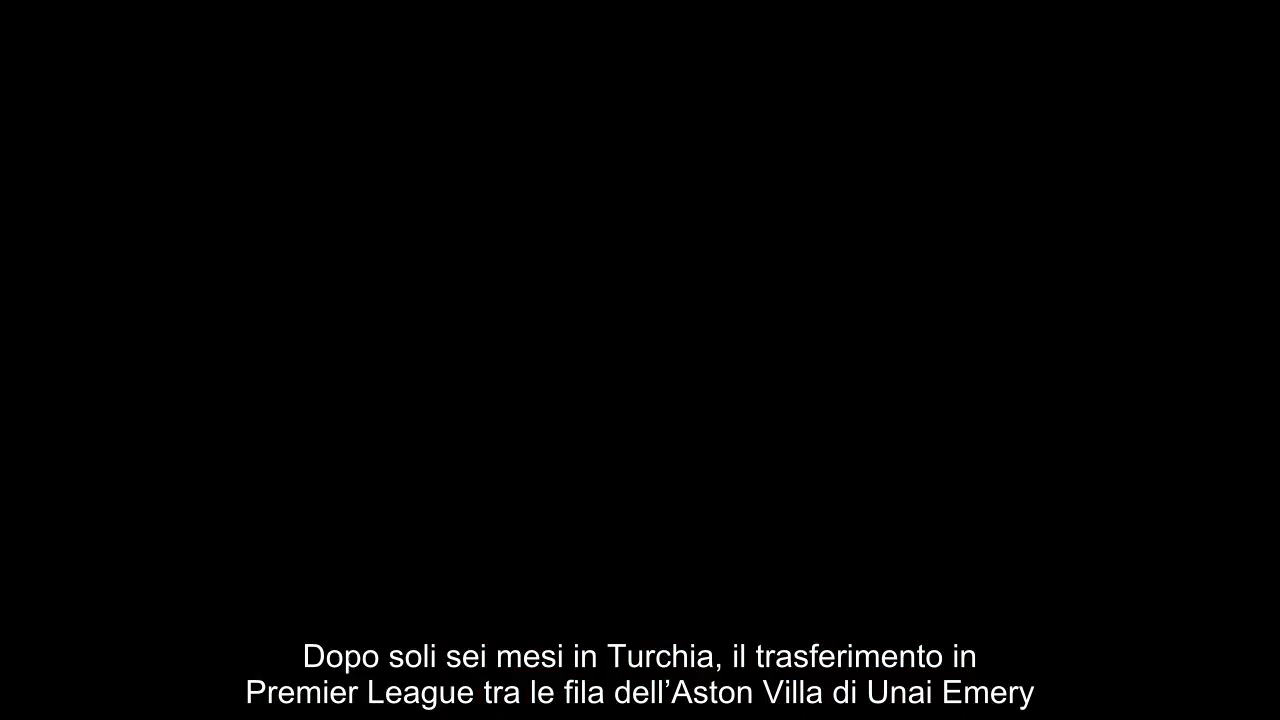 Dopo soli sei mesi in Turchia, il trasferimento in
Premier League tra le fila dell’Aston Villa di Unai Emery